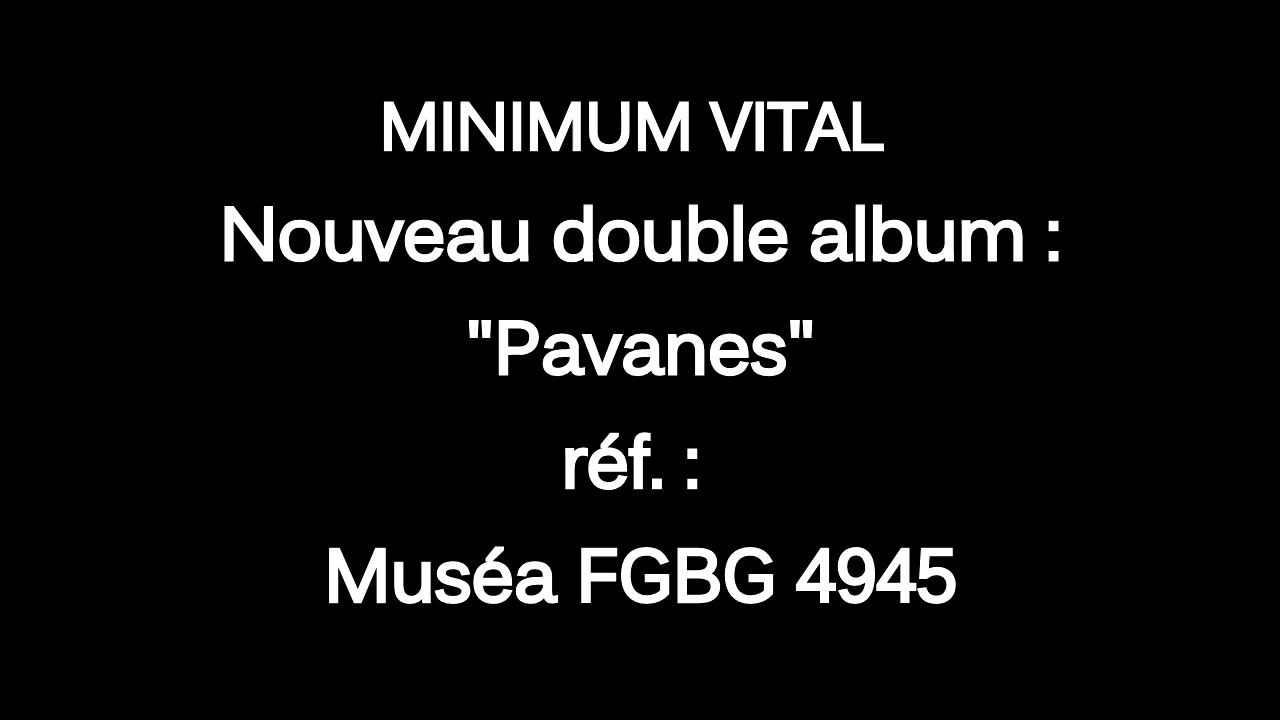 MINIMUM VITAL
Nouveau double album :
"Pavanes"
réf. :
Muséa FGBG 4945